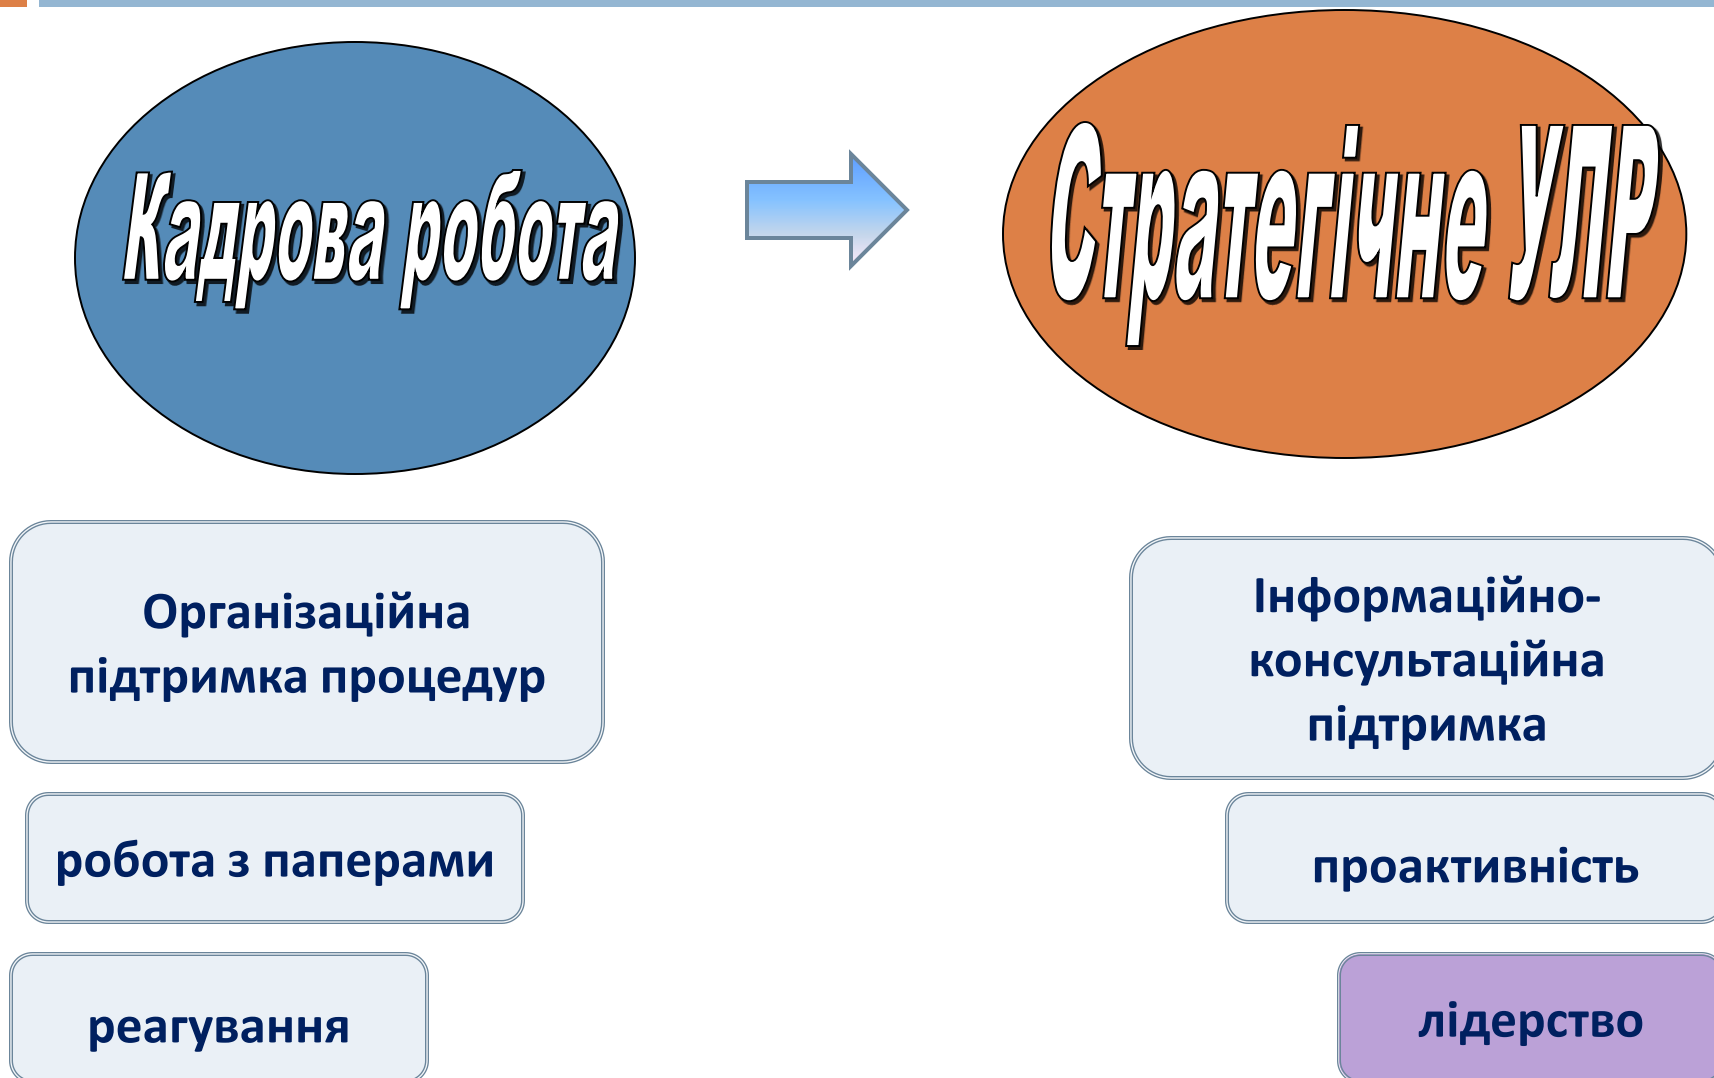 Кадрова робота
Стратегічне УЛР
Організаційна
підтримка процедур
робота з паперами
реагування
Інформаційно-
консультаційна
підтримка
проактивність
лідерство